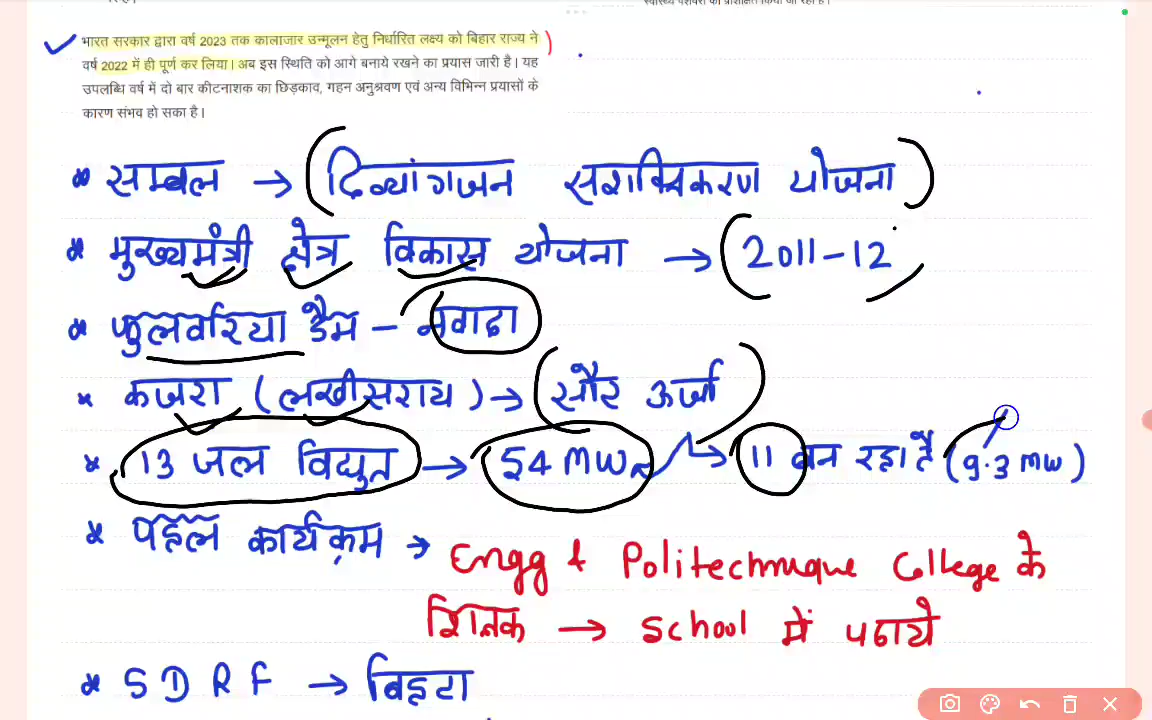 स्वास्थ्य पेशेवरों को प्रशिक्षित किया जा रहा है।
भारत सरकार द्वारा वर्ष 2023 तक कालाजार उन्मूलन हेतु निर्धारित लक्ष्य को बिहार राज्य ने
वर्ष 2022 में ही पूर्ण कर लिया। अब इस स्थिति को आगे बनाये रखने का प्रयास जारी है। यह
उपलब्धि वर्ष में दो बार कीटनाशक का छिड़काव, गहन अनुश्रवण एवं अन्य विभिन्न प्रयासों के
कारण संभव हो सका है।
* सम्बल → (दिव्यांगजन सशक्तिकरण योजना)
* मुख्यमंत्री क्षेत्र विकास योजना → (2011-12)
* फुलवरिया डैम - नवादा
* कजरा (लखीसराय) → (सौर ऊर्जा)
* 13 जल विद्युत → 54 MW → 11 बन रहा है (9.3 MW)
* पहल कार्यक्रम → Engg & Politechnique College के
शिक्षक → School में पढाये
* SDRF → बिहटा